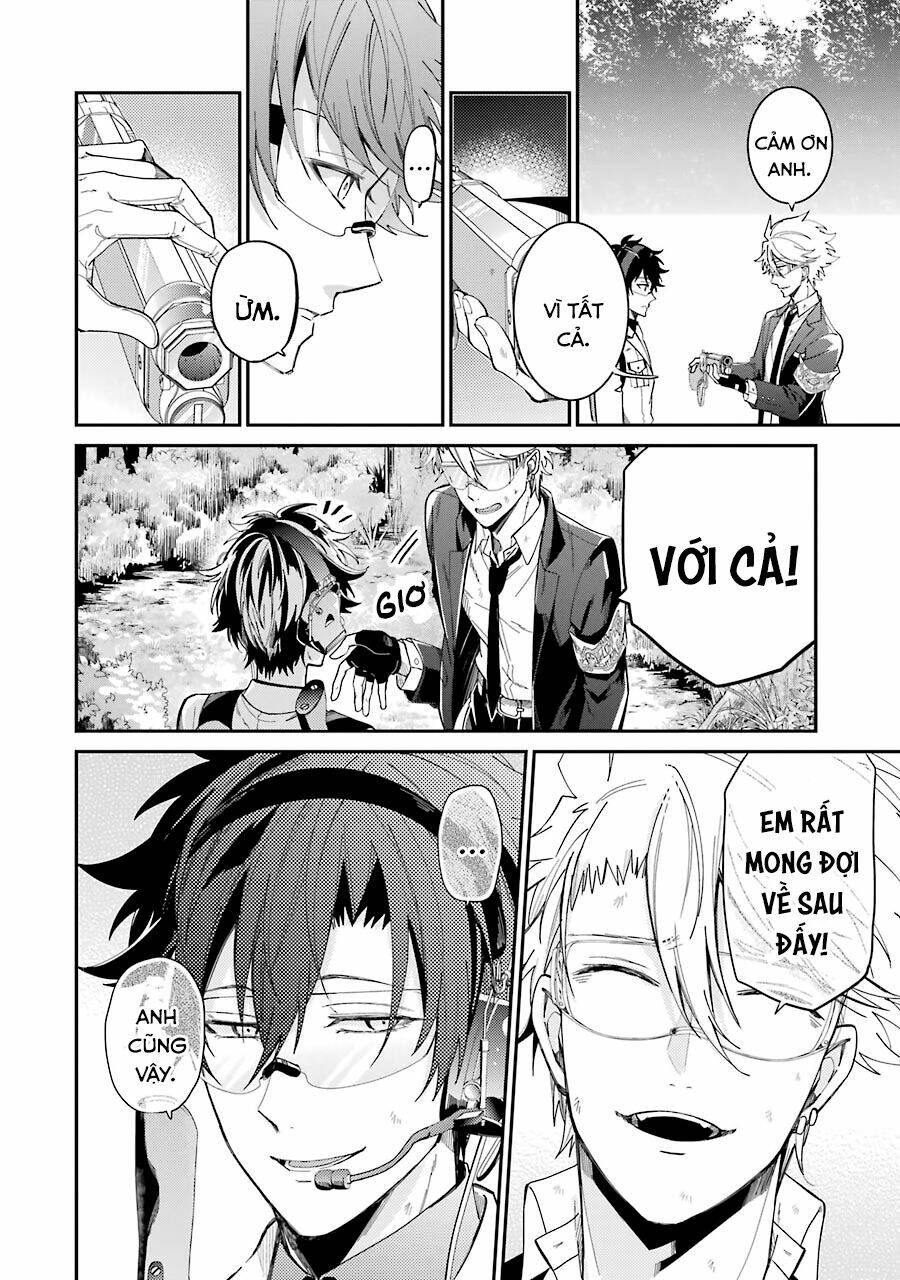 CẢM ƠN
ANH.
VÌ TẤT
CẢ.
...
ỪM.
VỚI CẢ!
GIƠ
EM RẤT
MONG ĐỢI
VỀ SAU
ĐẤY!
...
ANH
CŨNG
VẬY.